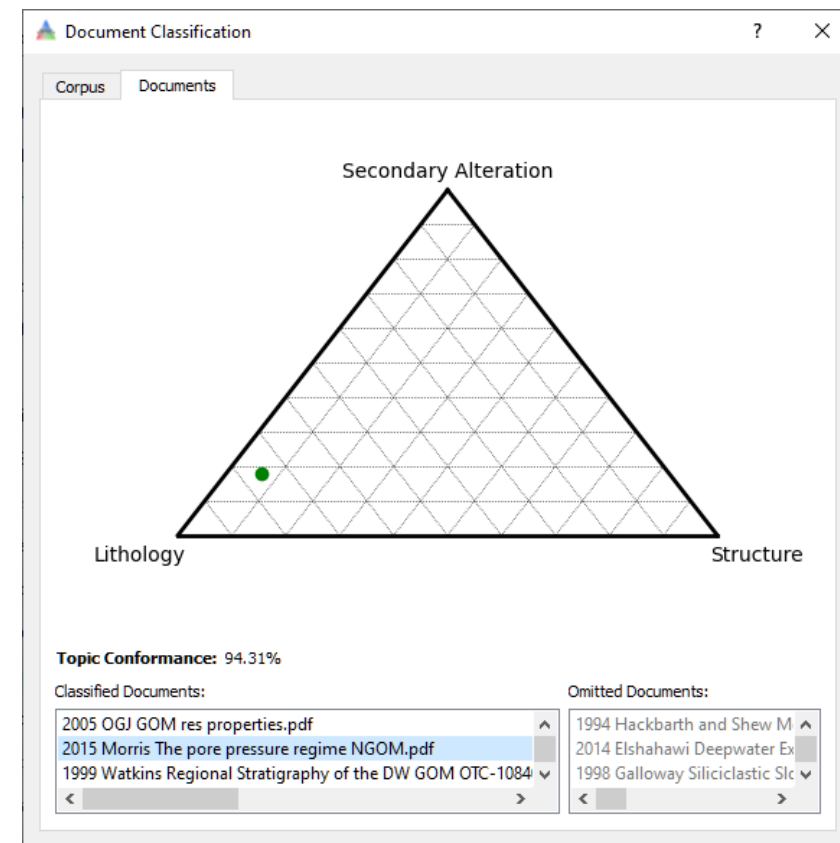 Document Classification
?
Corpus
Documents
Secondary Alteration
Lithology
Structure
Topic Conformance: 94.31%
Classified Documents:
Omitted Documents:
2005 OGJ GOM res properties.pdf
2015 Morris The pore pressure regime NGOM.pdf
1999 Watkins Regional Stratigraphy of the DW GOM OTC-1084
1994 Hackbarth and Shew M
2014 Elshahawi Deepwater Ex
1998 Galloway Siliciclastic Slo